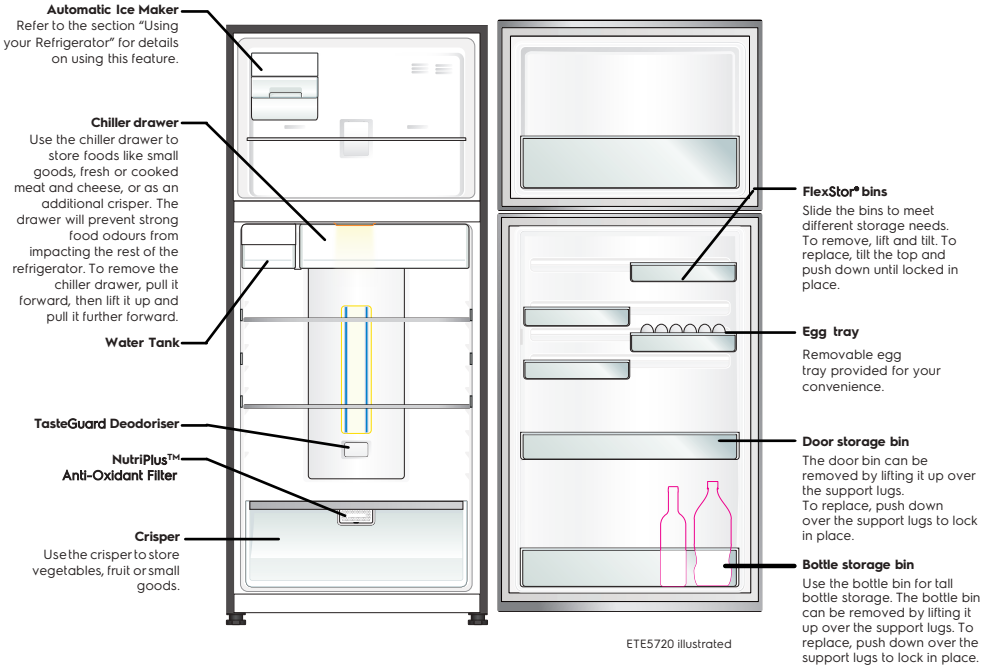 Automatic Ice Maker
Refer to the section “Using
your Refrigerator” for details
on using this feature.
Chiller drawer
Use the chiller drawer to
store foods like small
goods, fresh or cooked
meat and cheese, or as an
additional crisper. The
drawer will prevent strong
food odours from
impacting the rest of the
refrigerator. To remove the
chiller drawer, pull it
forward, then lift it up and
pull it further forward.
Water Tank
TasteGuard Deodoriser
NutriPlus™
Anti-Oxidant Filter
Crisper
Use the crisper to store
vegetables, fruit or small
goods.
FlexStor® bins
Slide the bins to meet
different storage needs.
To remove, lift and tilt. To
replace, tilt the top and
push down until locked in
place.
Egg tray
Removable egg
tray provided for your
convenience.
Door storage bin
The door bin can be
removed by lifting it up over
the support lugs.
To replace, push down
over the support lugs to lock
in place.
Bottle storage bin
Use the bottle bin for tall
bottle storage. The bottle bin
can be removed by lifting it
up over the support lugs. To
replace, push down over the
support lugs to lock in place.
ETE5720 illustrated